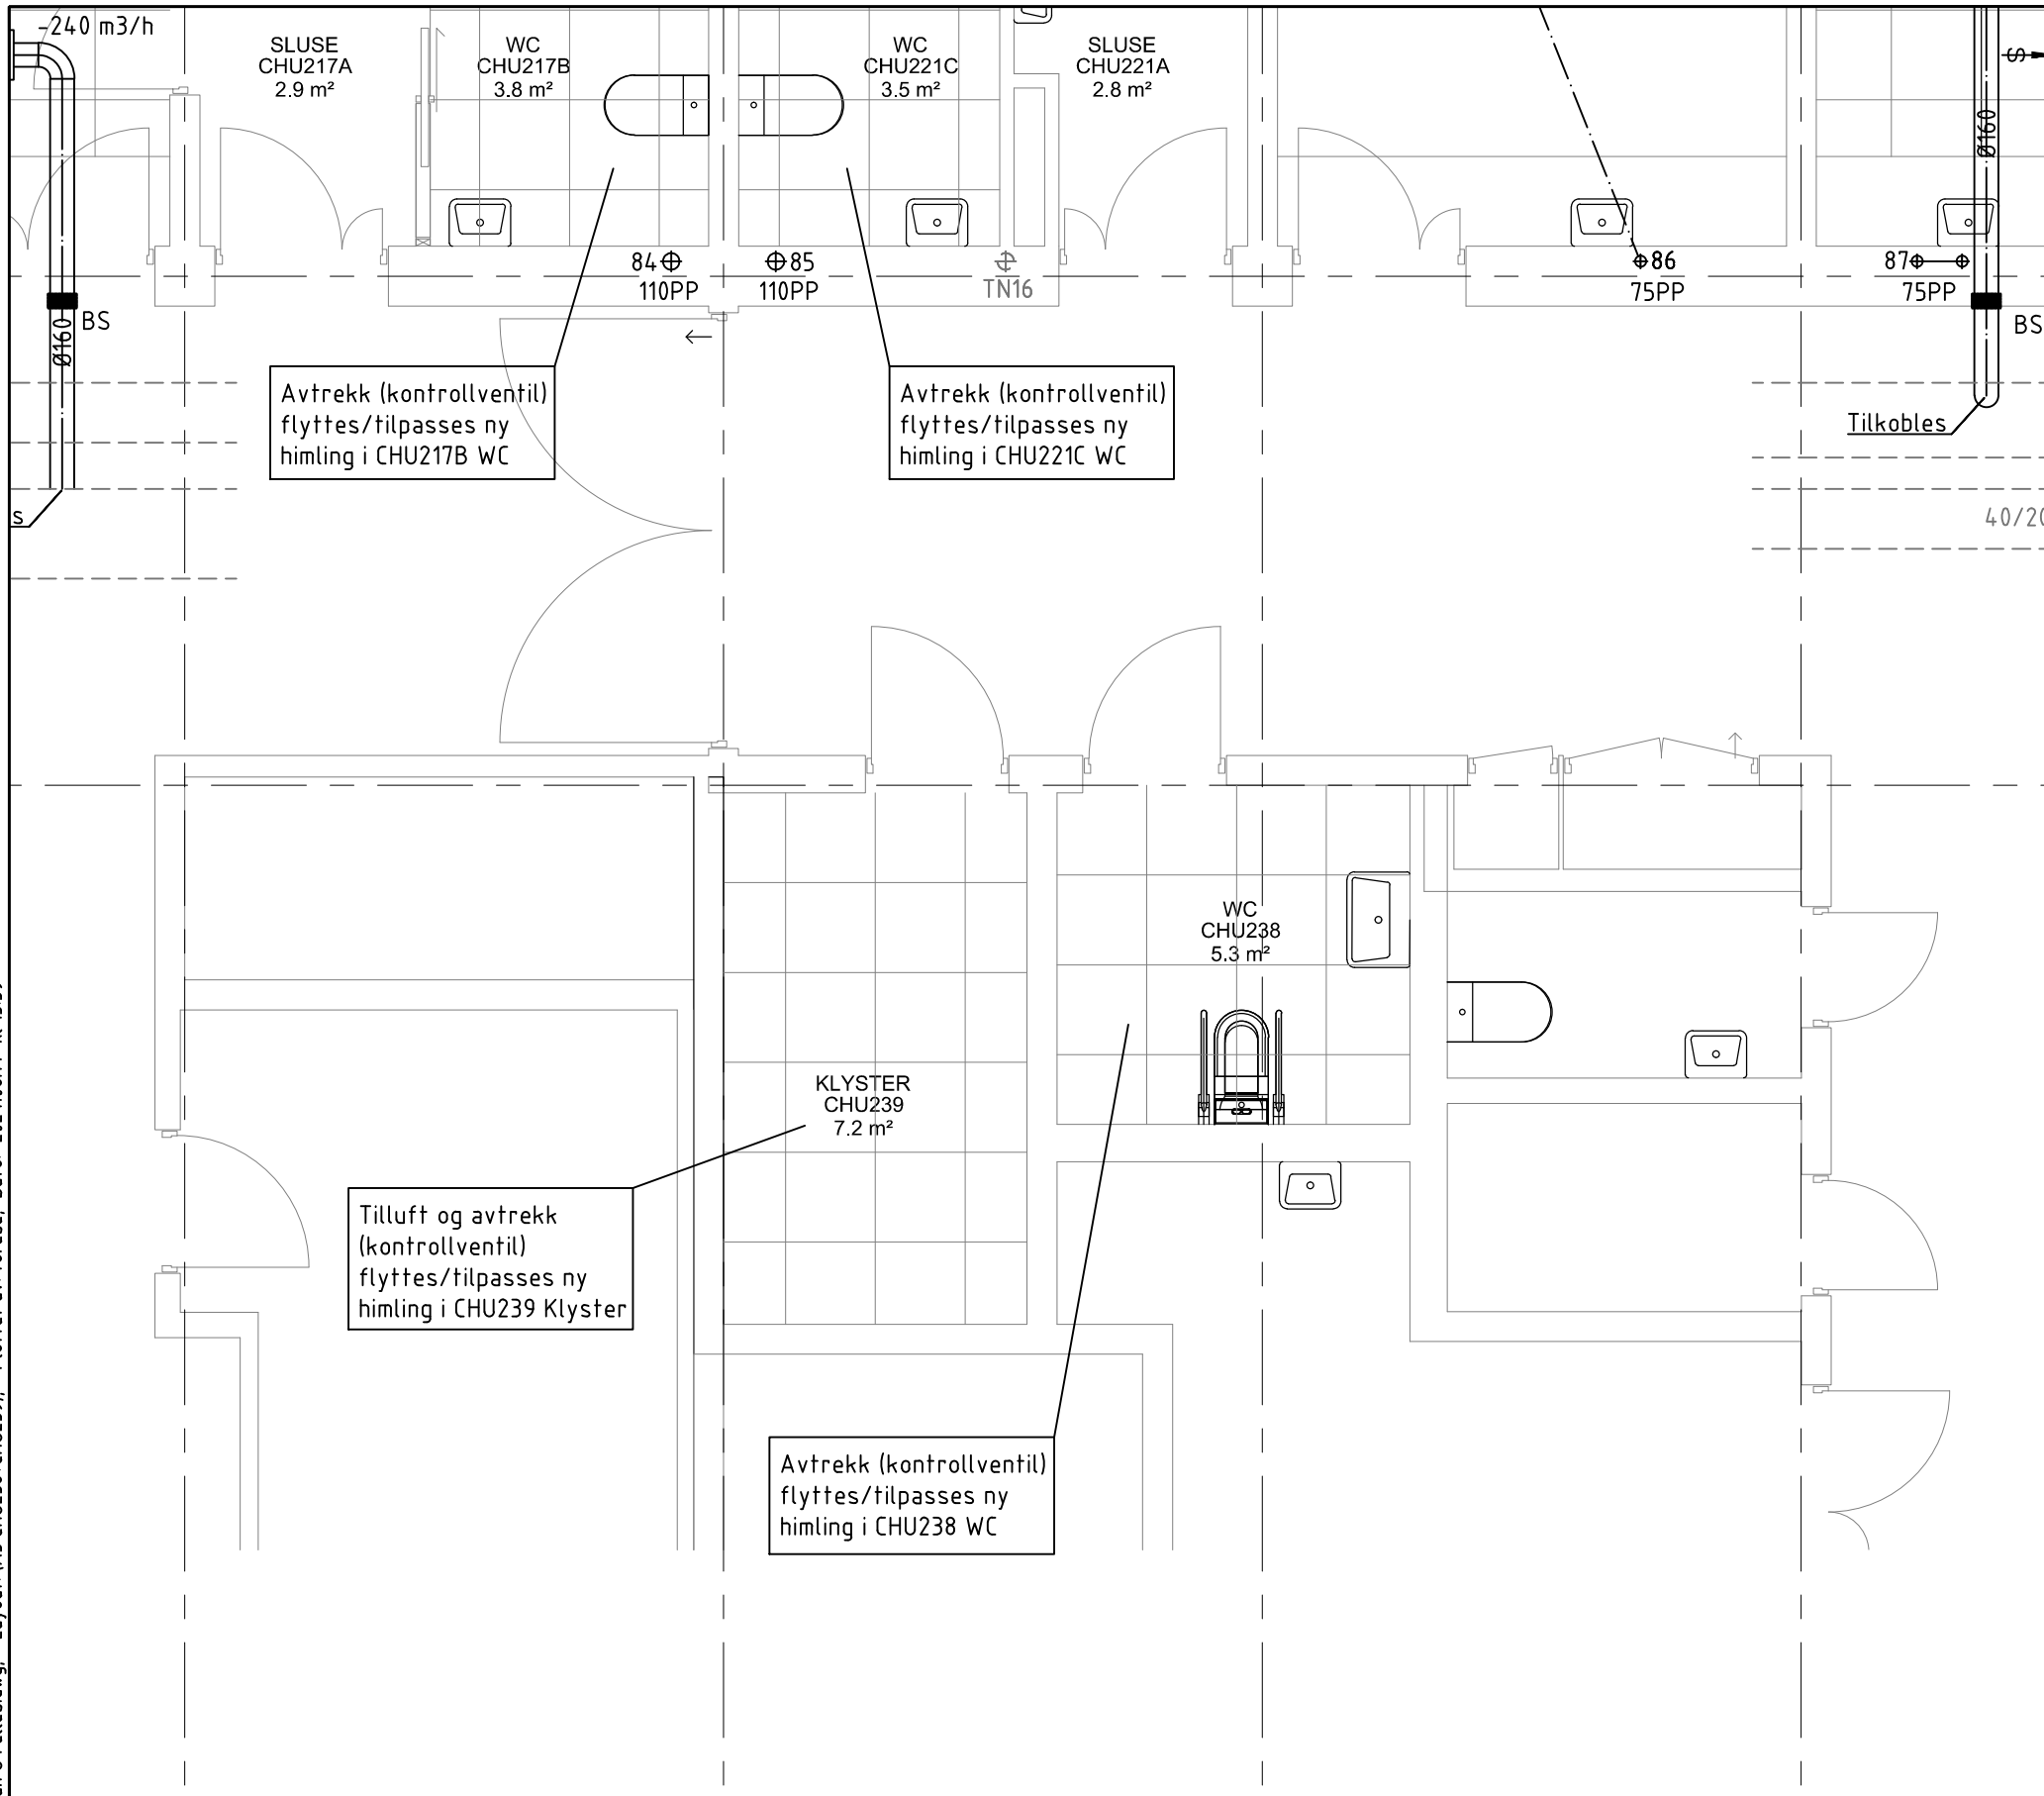 -240 m3/h
SLUSE
CHU217A
2.9 m²
WC
CHU217B
3.8 m²
WC
CHU221C
3.5 m²
SLUSE
CHU221A
2.8 m²
S
Ø160
84
110PP
85
110PP
TN16
86
75PP
87
75PP
BS
Ø160
BS
Avtrekk (kontrollventil)
flyttes/tilpasses ny
himling i CHU217B WC
Avtrekk (kontrollventil)
flyttes/tilpasses ny
himling i CHU221C WC
Tilkobles
s
40/20
WC
CHU238
5.3 m²
KLYSTER
CHU239
7.2 m²
Tilluft og avtrekk
(kontrollventil)
flyttes/tilpasses ny
himling i CHU239 Klyster
Avtrekk (kontrollventil)
flyttes/tilpasses ny
himling i CHU238 WC